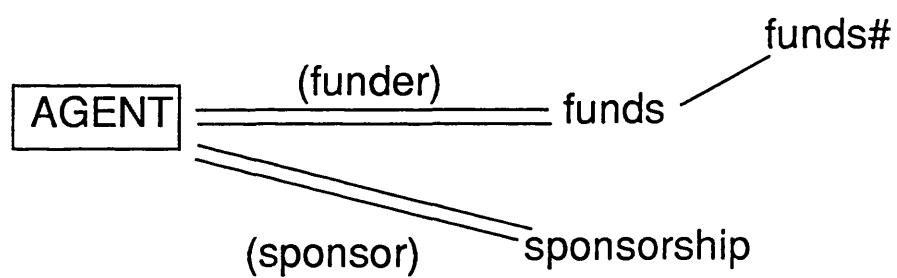 funds#
(funder)
AGENT
funds
(sponsor)
sponsorship